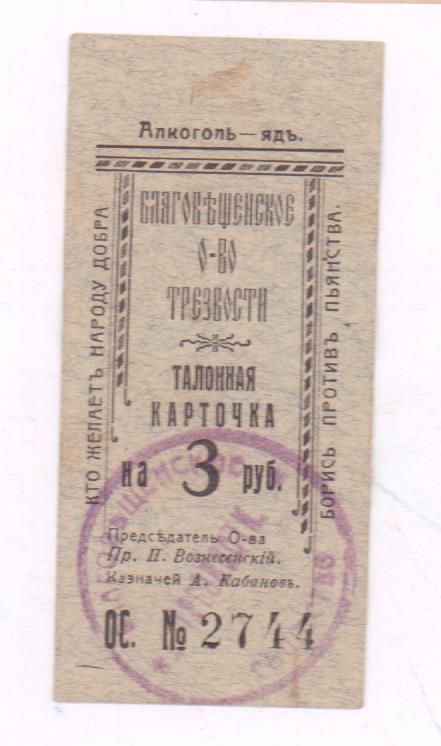 Алкоголь — ядъ.
КТО ЖЕЛАЕТЪ НАРОДУ ДОБРА
БОРИСЬ ПРОТИВЪ ПЬЯНСТВА.
БЛАГОВѢЩЕНСКОЕ
О-ВО
ТРЕЗВОСТИ
ТАЛОННАЯ
КАРТОЧКА
на 3 руб.
Предсѣдатель О-ва
Пр. П. Вознесенскій.
Казначей А. Кабановъ.
ОС. № 2744